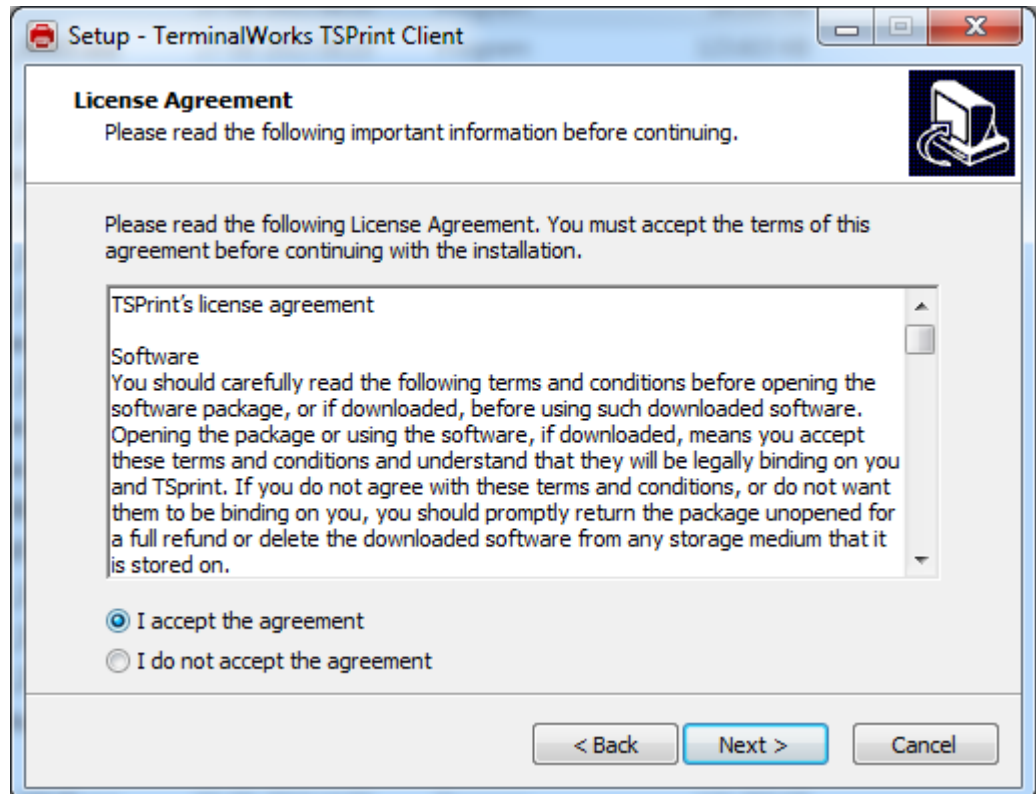 Setup - TerminalWorks TSPrint Client
License Agreement
Please read the following important information before continuing.
Please read the following License Agreement. You must accept the terms of this
agreement before continuing with the installation.
TSPrint’s license agreement
Software
You should carefully read the following terms and conditions before opening the
software package, or if downloaded, before using such downloaded software.
Opening the package or using the software, if downloaded, means you accept
these terms and conditions and understand that they will be legally binding on you
and TSprint. If you do not agree with these terms and conditions, or do not want
them to be binding on you, you should promptly return the package unopened for
a full refund or delete the downloaded software from any storage medium that it
is stored on.
I accept the agreement
I do not accept the agreement
< Back
Next >
Cancel